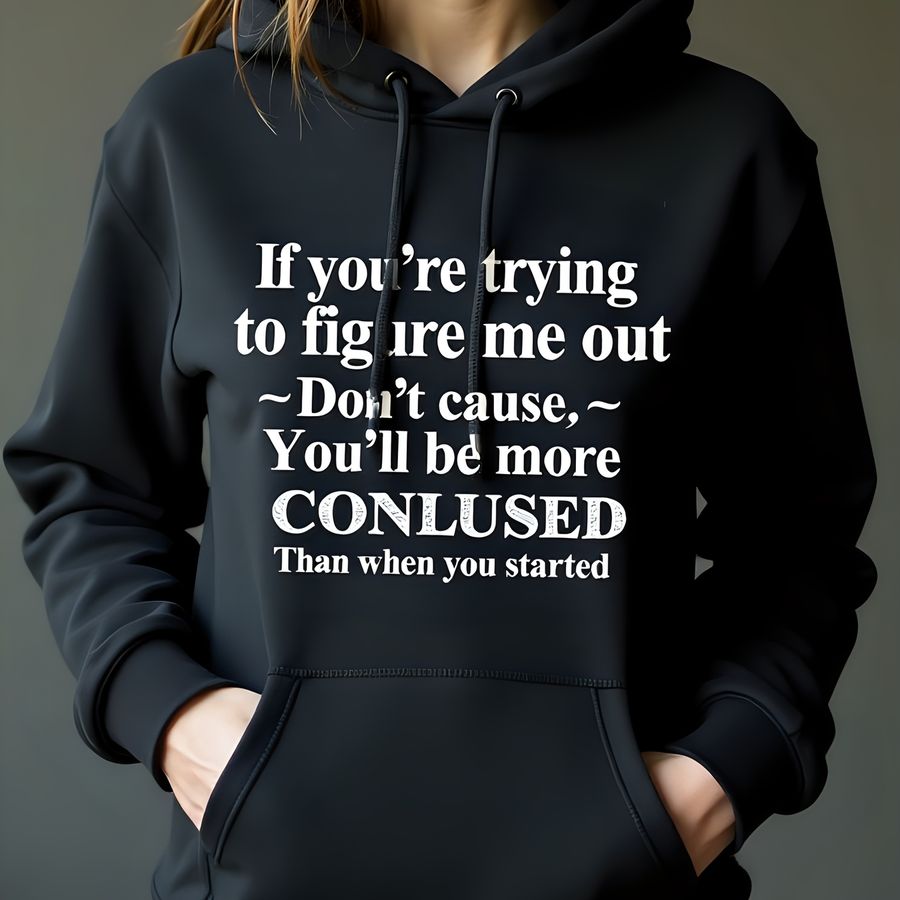 If you're trying
to figure me out
~Don't cause,~
You'll be more
CONLUSED
Than when you started